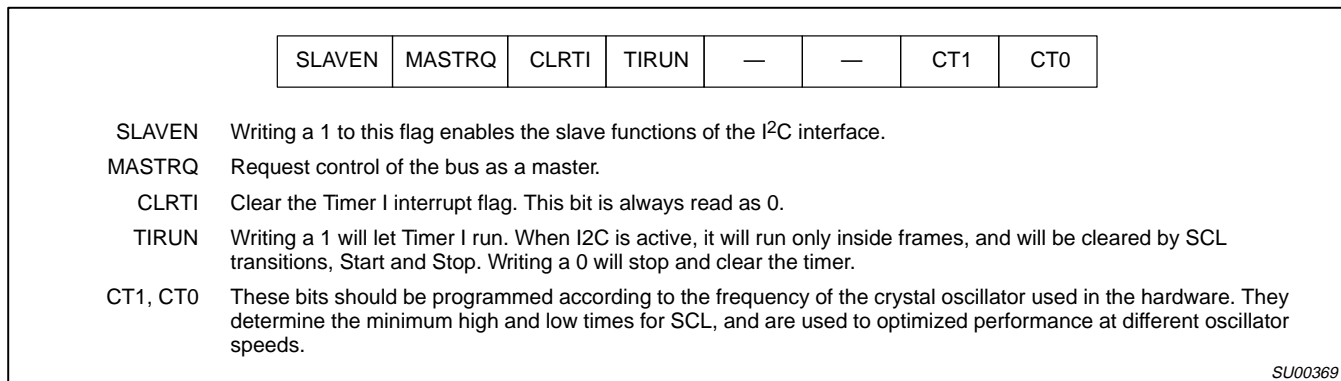 SLAVEN MASTRQ CLRTI TIRUN — — CT1 CT0
SLAVEN Writing a 1 to this flag enables the slave functions of the I2C interface.
MASTRQ Request control of the bus as a master.
CLRTI Clear the Timer I interrupt flag. This bit is always read as 0.
TIRUN Writing a 1 will let Timer I run. When I2C is active, it will run only inside frames, and will be cleared by SCL
transitions, Start and Stop. Writing a 0 will stop and clear the timer.
CT1, CT0 These bits should be programmed according to the frequency of the crystal oscillator used in the hardware. They
determine the minimum high and low times for SCL, and are used to optimized performance at different oscillator
speeds.
SU00369